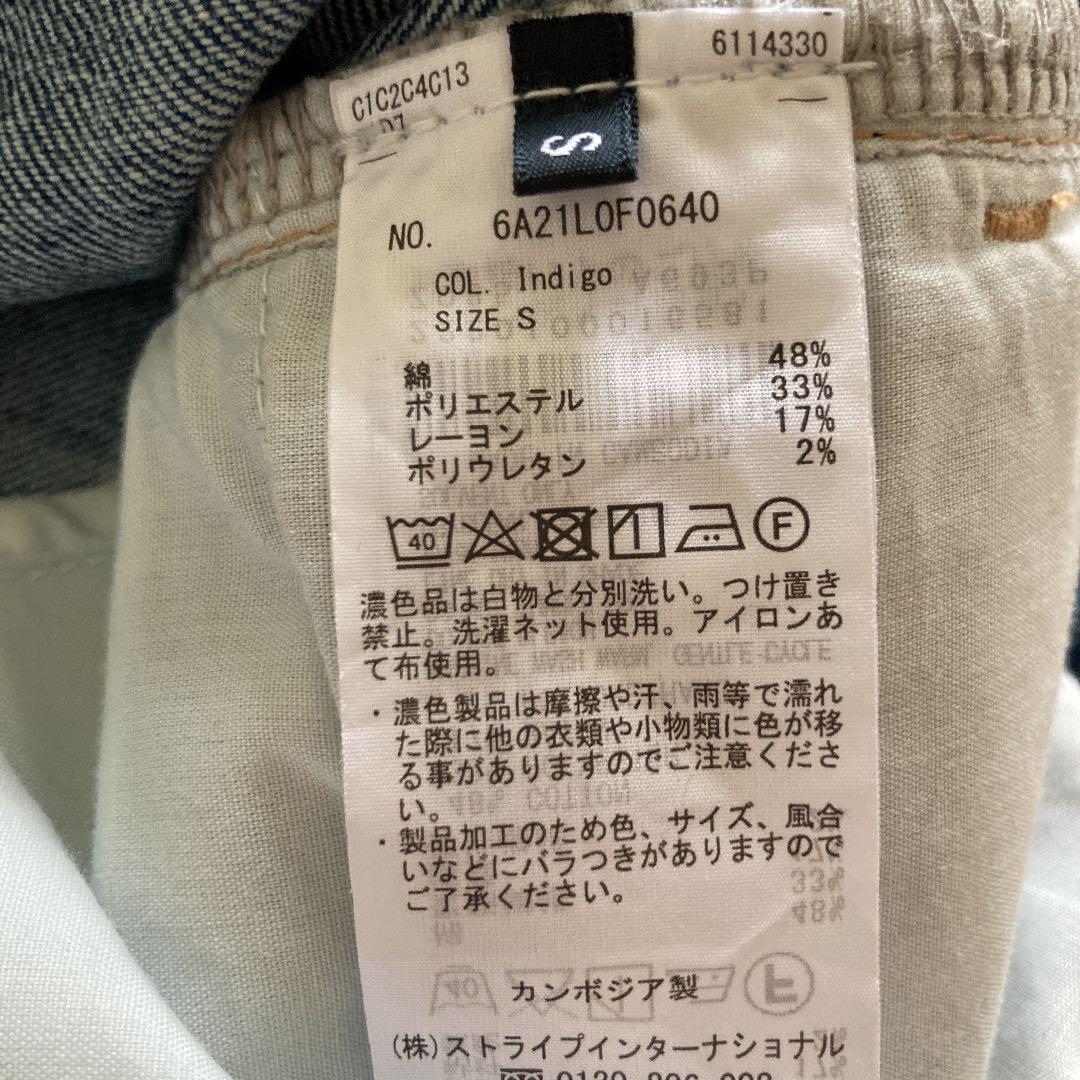 C1C2C4C13
D7
6114330
S
NO. 6A21L0F0640
COL. Indigo
SIZE S
綿 48%
ポリエステル 33%
レーヨン 17%
ポリウレタン 2%
40
F
濃色品は白物と分別洗い。つけ置き
禁止。洗濯ネット使用。アイロンあ
て布使用。
・濃色製品は摩擦や汗、雨等で濡れ
た際に他の衣類や小物類に色が移
る事がありますのでご注意くださ
い。
・製品加工のため色、サイズ、風合
いなどにバラつきがありますので
ご了承ください。
カンボジア製
(株)ストライプインターナショナル